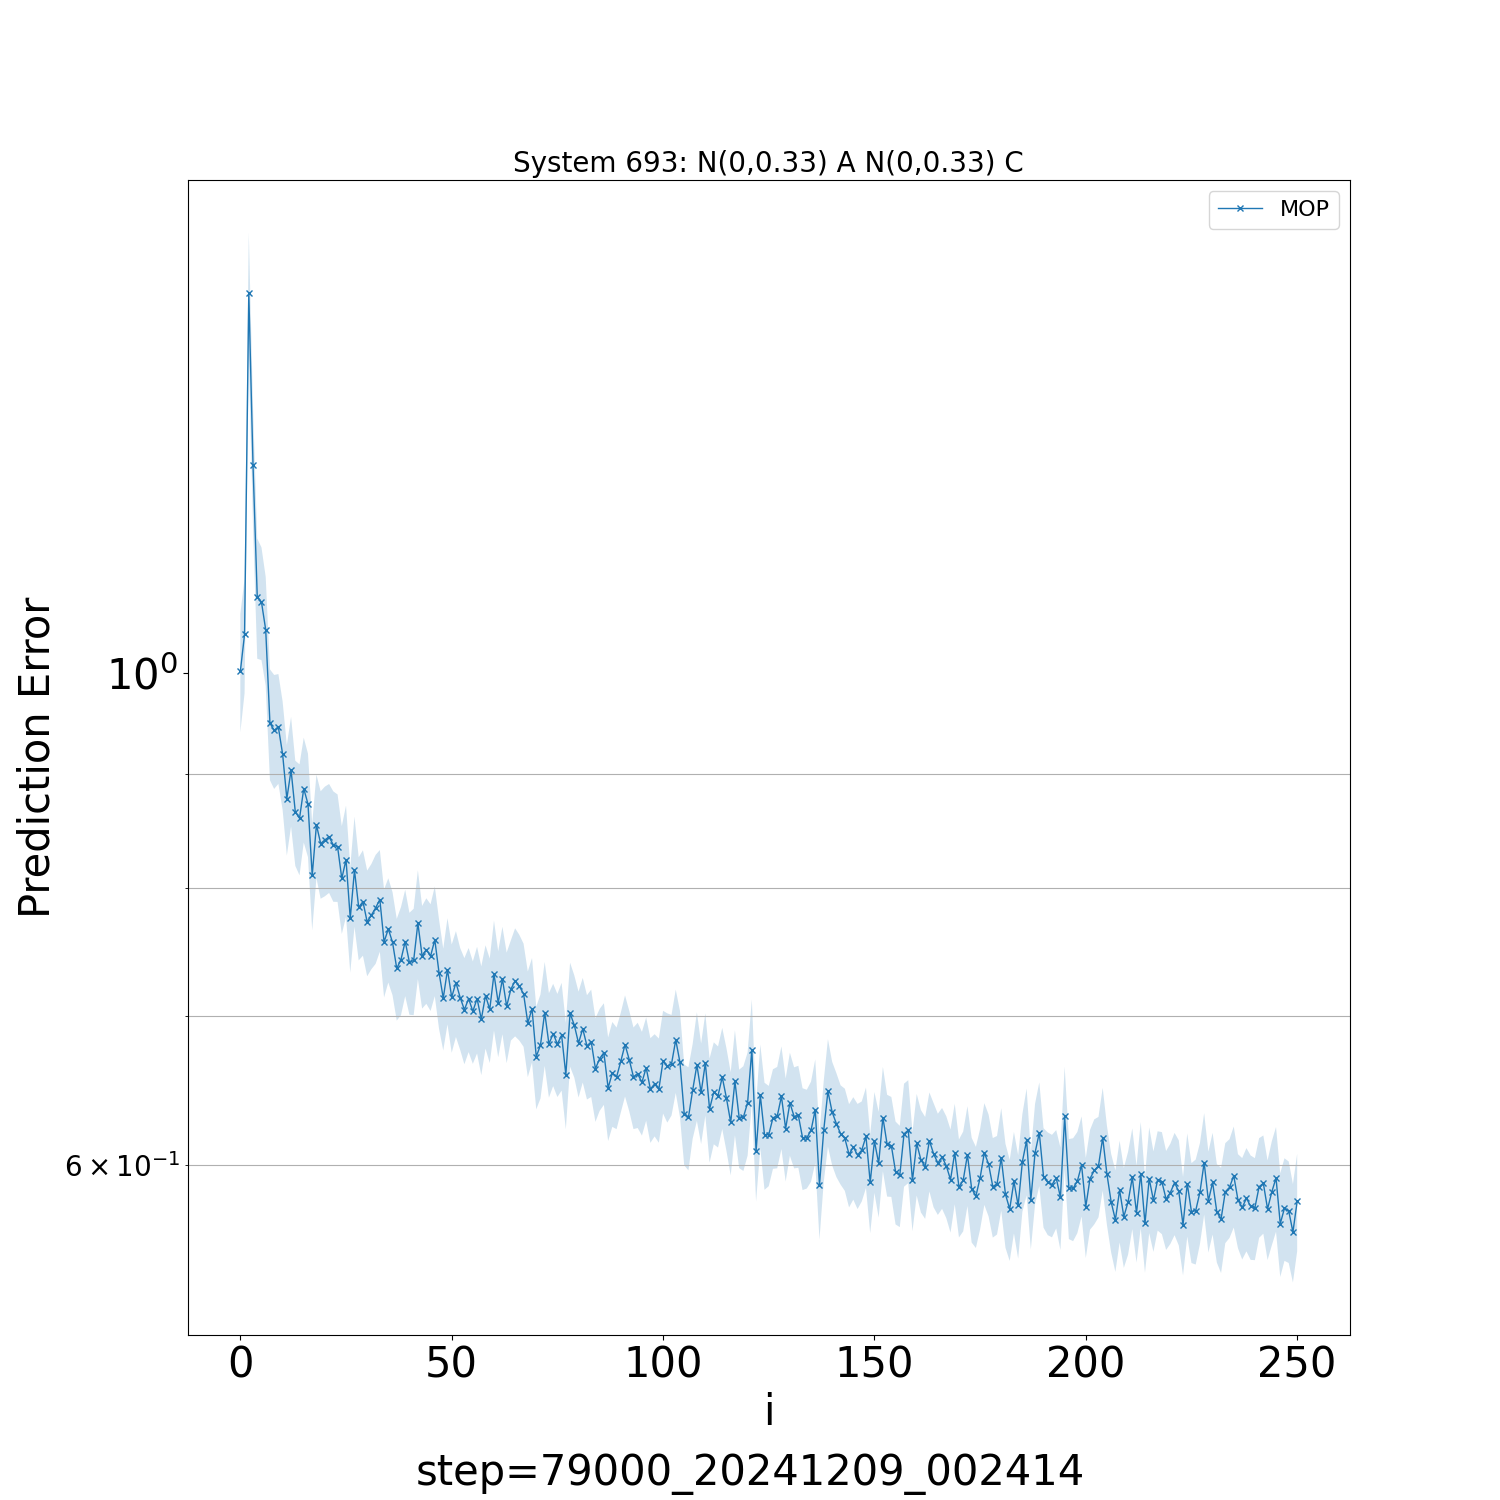 System 693: N(0,0.33) A N(0,0.33) C
MOP
Prediction Error
10⁰
6 × 10⁻¹
0 50 100 150 200 250
i
step=79000_20241209_002414